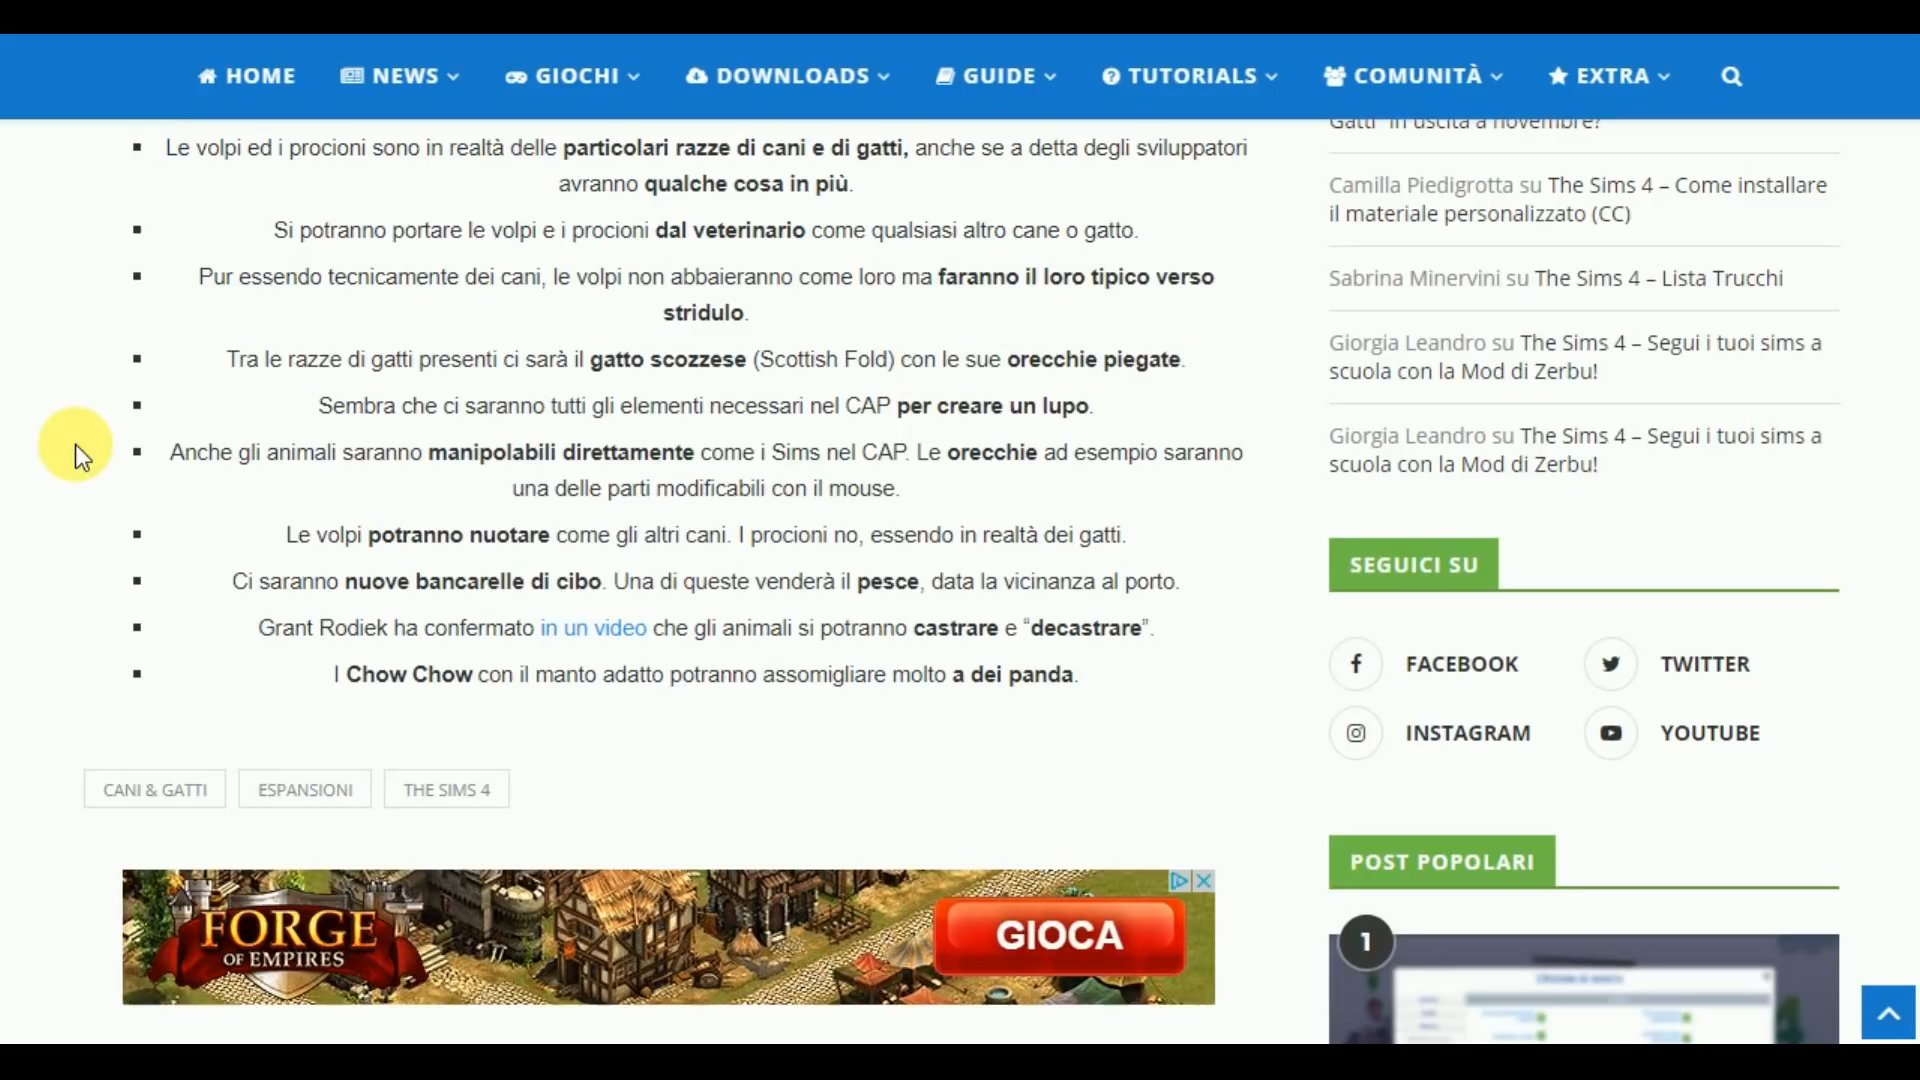 HOME NEWS GIOCHI DOWNLOADS GUIDE TUTORIALS COMUNITÀ EXTRA
Le volpi ed i procioni sono in realtà delle particolari razze di cani e di gatti, anche se a detta degli sviluppatori
avranno qualche cosa in più.
Si potranno portare le volpi e i procioni dal veterinario come qualsiasi altro cane o gatto.
Pur essendo tecnicamente dei cani, le volpi non abbaieranno come loro ma faranno il loro tipico verso
stridulo.
Tra le razze di gatti presenti ci sarà il gatto scozzese (Scottish Fold) con le sue orecchie piegate.
Sembra che ci saranno tutti gli elementi necessari nel CAP per creare un lupo.
Anche gli animali saranno manipolabili direttamente come i Sims nel CAP. Le orecchie ad esempio saranno
una delle parti modificabili con il mouse.
Le volpi potranno nuotare come gli altri cani. I procioni no, essendo in realtà dei gatti.
Ci saranno nuove bancarelle di cibo. Una di queste venderà il pesce, data la vicinanza al porto.
Grant Rodiek ha confermato in un video che gli animali si potranno castrare e “decastrare”.
I Chow Chow con il manto adatto potranno assomigliare molto a dei panda.
CANI & GATTI ESPANSIONI THE SIMS 4
FORGE
OF EMPIRES
GIOCA
Gatti" in uscita a novembre?
Camilla Piedigrotta su The Sims 4 – Come installare
il materiale personalizzato (CC)
Sabrina Minervini su The Sims 4 – Lista Trucchi
Giorgia Leandro su The Sims 4 – Segui i tuoi sims a
scuola con la Mod di Zerbu!
Giorgia Leandro su The Sims 4 – Segui i tuoi sims a
scuola con la Mod di Zerbu!
SEGUICI SU
FACEBOOK TWITTER
INSTAGRAM YOUTUBE
POST POPOLARI
1